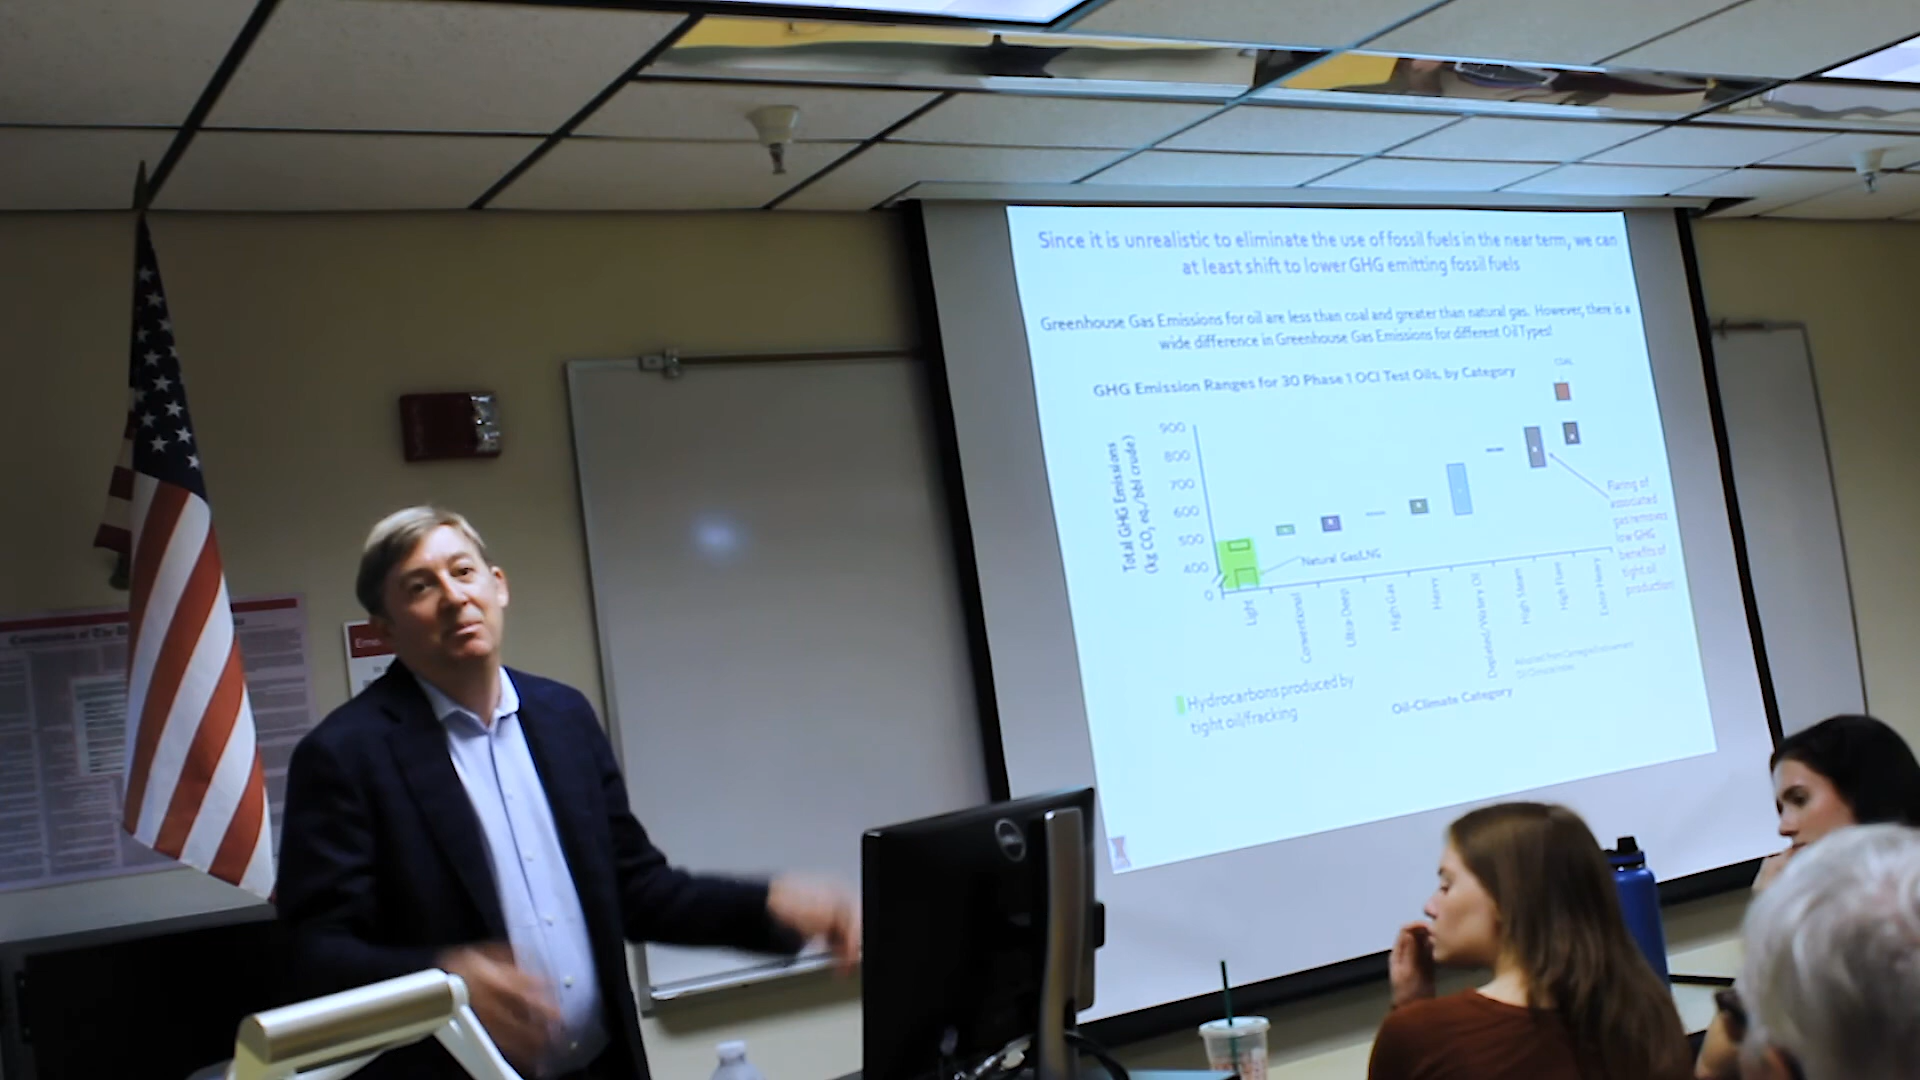 Since it is unrealistic to eliminate the use of fossil fuels in the near term, we can
at least shift to lower GHG emitting fossil fuels
Greenhouse Gas Emissions for oil are less than coal and greater than natural gas. However, there is a
wide difference in Greenhouse Gas Emissions for different Oil Types!
COAL
GHG Emission Ranges for 30 Phase 1 OCI Test Oils, by Category
Total GHG Emissions
(kg CO₂ eq./bbl crude)
900
800
700
600
500
400
0
Natural Gas/LNG
Flaring of
associated
gas removes
low GHG
benefits of
tight oil
production
Light
Conventional
Ultra-Deep
High Gas
Heavy
Depleted/Watery Oil
High Steam
High Flare
Extra-Heavy
Hydrocarbons produced by
tight oil/fracking
Oil-Climate Category